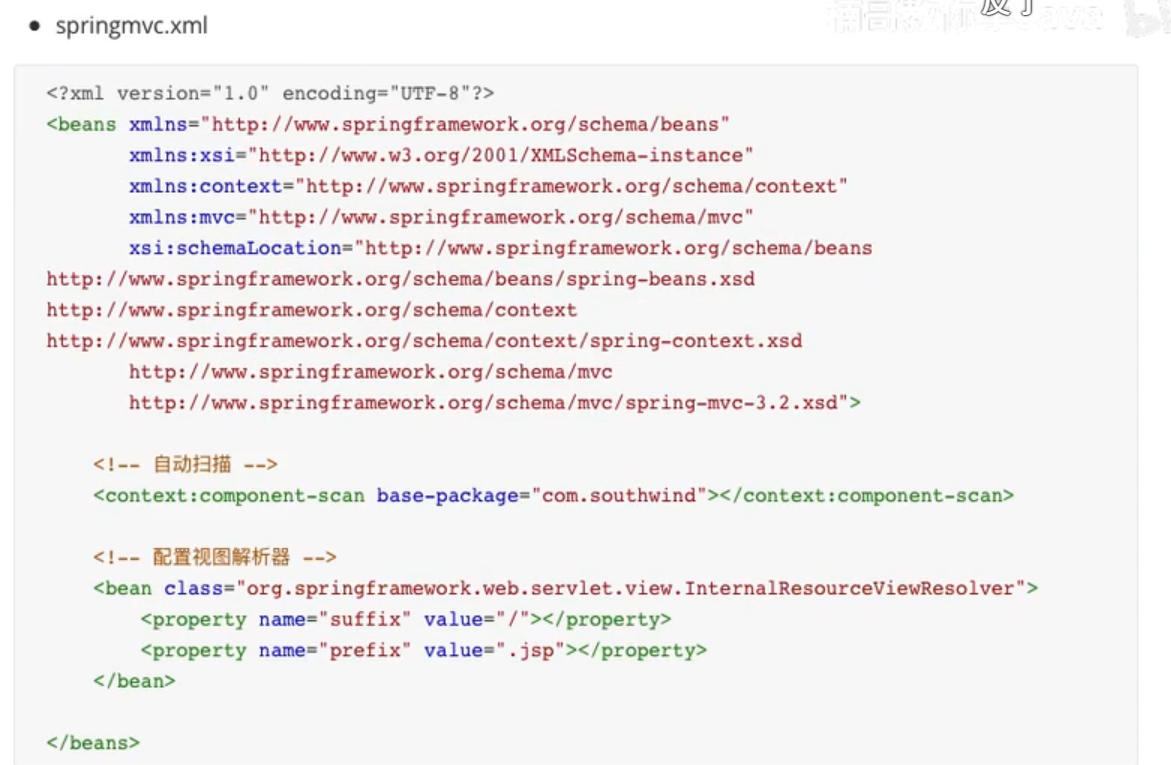 springmvc.xml
<?xml version="1.0" encoding="UTF-8"?>
<beans xmlns="http://www.springframework.org/schema/beans"
xmlns:xsi="http://www.w3.org/2001/XMLSchema-instance"
xmlns:context="http://www.springframework.org/schema/context"
xmlns:mvc="http://www.springframework.org/schema/mvc"
xsi:schemaLocation="http://www.springframework.org/schema/beans
http://www.springframework.org/schema/beans/spring-beans.xsd
http://www.springframework.org/schema/context
http://www.springframework.org/schema/context/spring-context.xsd
http://www.springframework.org/schema/mvc
http://www.springframework.org/schema/mvc/spring-mvc-3.2.xsd">
<!-- 自动扫描 -->
<context:component-scan base-package="com.southwind"></context:component-scan>
<!-- 配置视图解析器 -->
<bean class="org.springframework.web.servlet.view.InternalResourceViewResolver">
<property name="suffix" value="/"></property>
<property name="prefix" value=".jsp"></property>
</bean>
</beans>